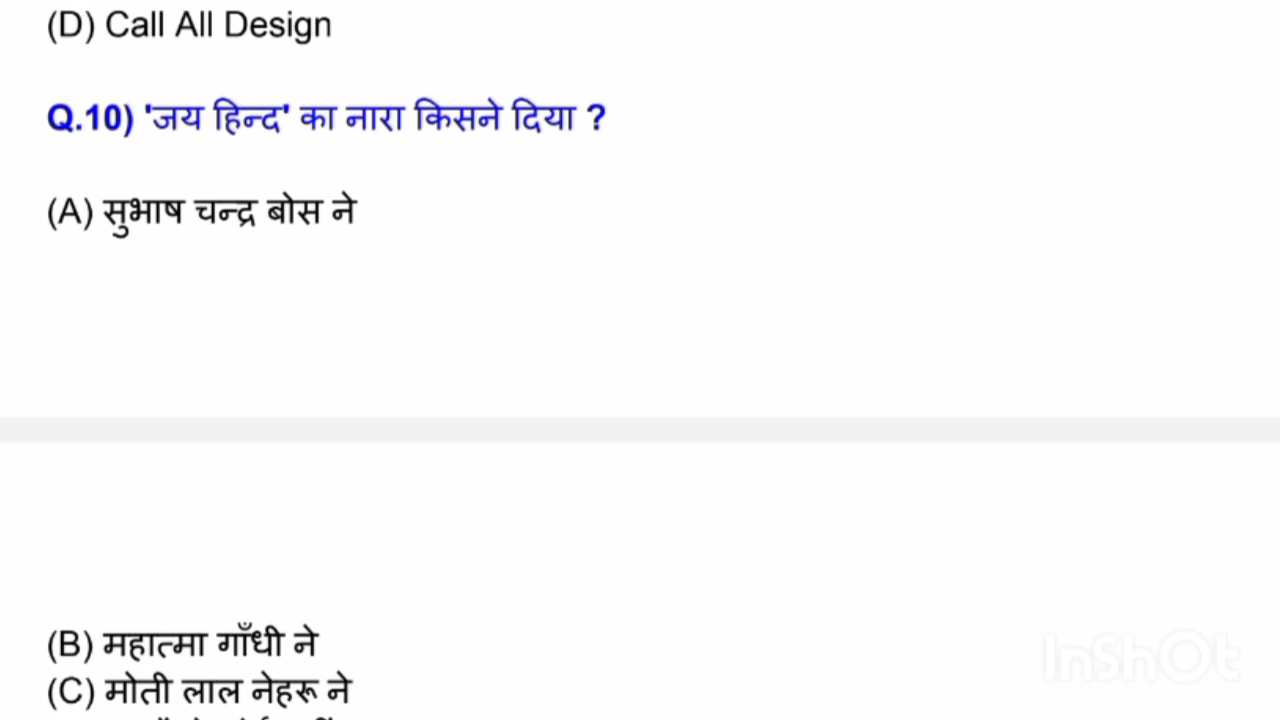 (D) Call All Design
Q.10) 'जय हिन्द' का नारा किसने दिया ?
(A) सुभाष चन्द्र बोस ने
(B) महात्मा गाँधी ने
(C) मोती लाल नेहरू ने
InShOt